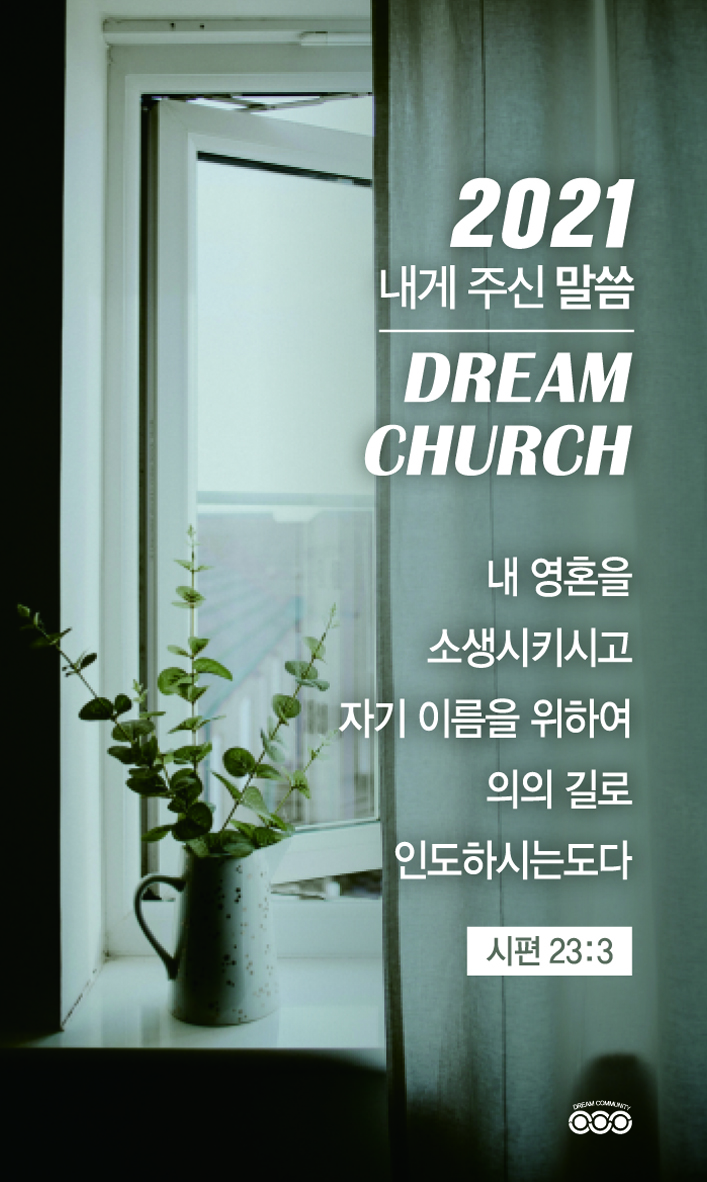 2021
내게 주신 말씀
DREAM
CHURCH
내 영혼을
소생시키시고
자기 이름을 위하여
의의 길로
인도하시는도다
시편 23:3
DREAM COMMUNITY